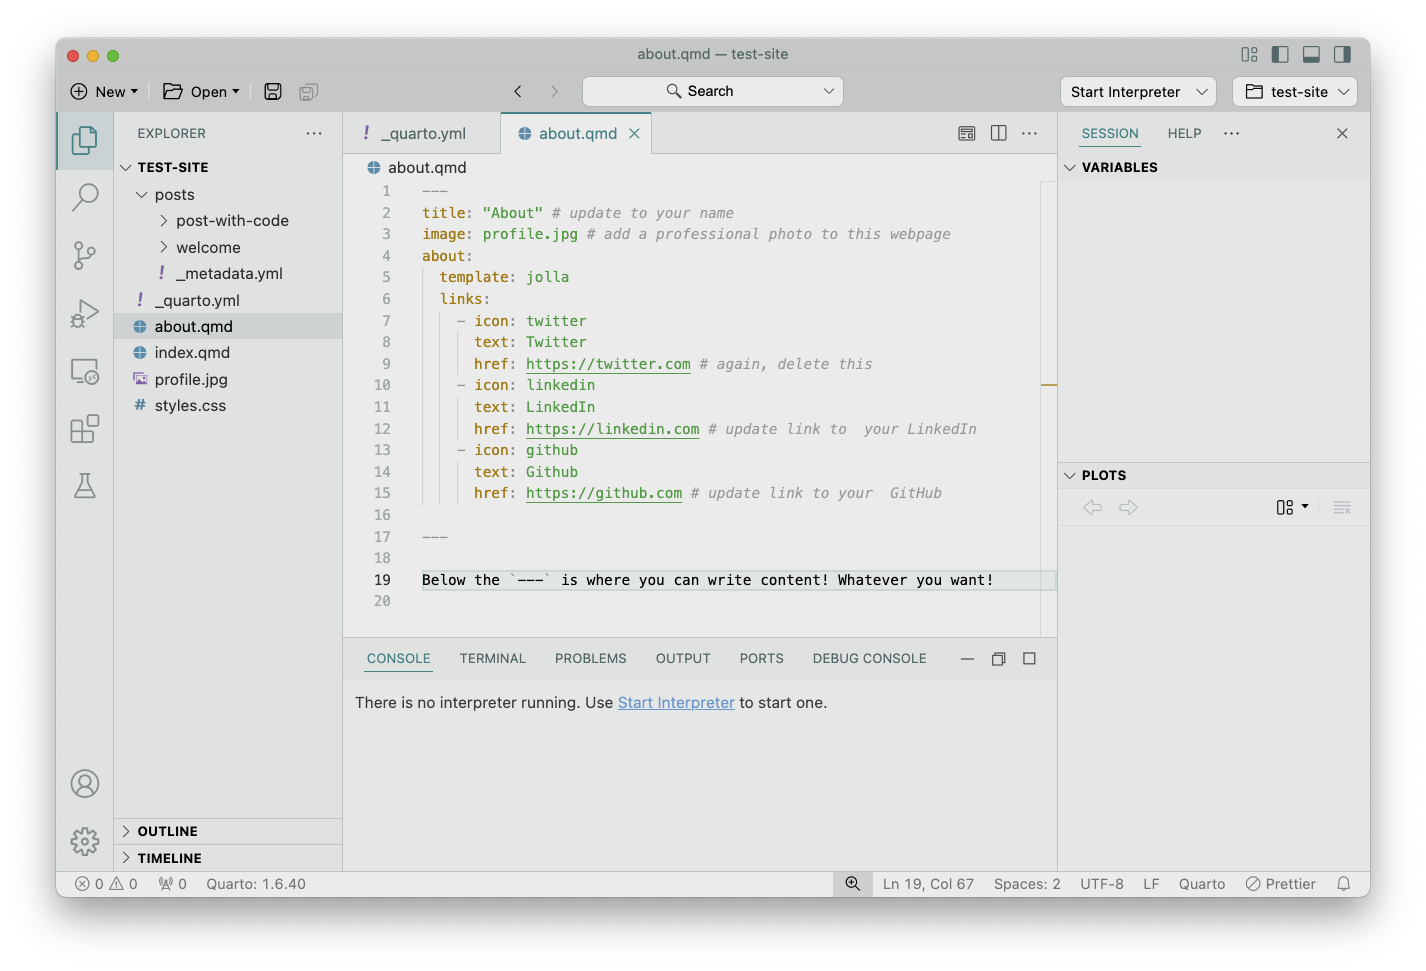 about.qmd — test-site
New
Open
Search
Start Interpreter
test-site
EXPLORER
TEST-SITE
posts
post-with-code
welcome
! _metadata.yml
! _quarto.yml
about.qmd
index.qmd
profile.jpg
# styles.css
OUTLINE
TIMELINE
! _quarto.yml
about.qmd
about.qmd
1 ---
2 title: "About" # update to your name
3 image: profile.jpg # add a professional photo to this webpage
4 about:
5 template: jolla
6 links:
7 - icon: twitter
8 text: Twitter
9 href: https://twitter.com # again, delete this
10 - icon: linkedin
11 text: LinkedIn
12 href: https://linkedin.com # update link to  your LinkedIn
13 - icon: github
14 text: Github
15 href: https://github.com # update link to your  GitHub
16
17 ---
18
19 Below the `---` is where you can write content! Whatever you want!
20
CONSOLE TERMINAL PROBLEMS OUTPUT PORTS DEBUG CONSOLE
There is no interpreter running. Use Start Interpreter to start one.
SESSION HELP
VARIABLES
PLOTS
0 0 0 Quarto: 1.6.40
Ln 19, Col 67 Spaces: 2 UTF-8 LF Quarto Prettier